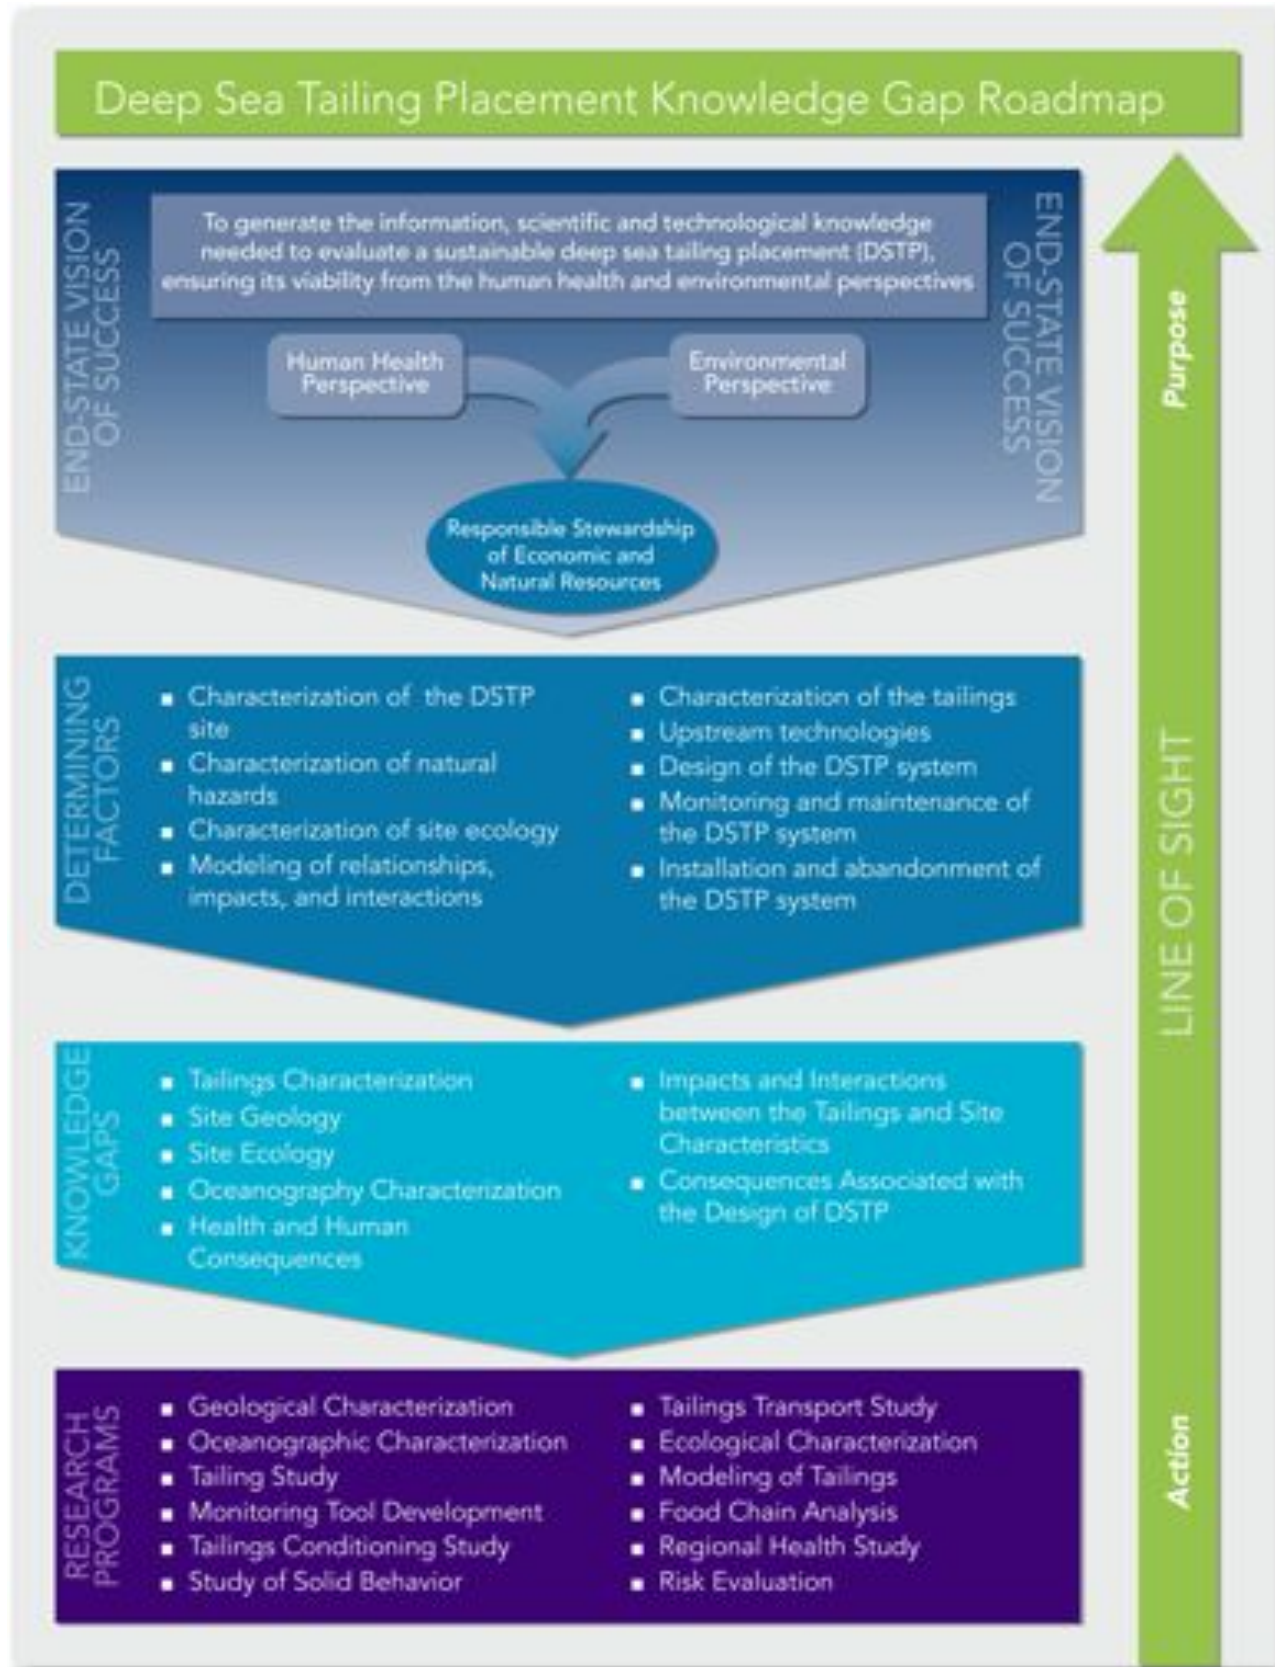 Deep Sea Tailing Placement Knowledge Gap Roadmap
END-STATE VISION
OF SUCCESS
To generate the information, scientific and technological knowledge
needed to evaluate a sustainable deep sea tailing placement (DSTP),
ensuring its viability from the human health and environmental perspectives
Human Health
Perspective
Environmental
Perspective
Responsible Stewardship
of Economic and
Natural Resources
END-STATE VISION
OF SUCCESS
DETERMINING
FACTORS
▪ Characterization of the DSTP
site
▪ Characterization of natural
hazards
▪ Characterization of site ecology
▪ Modeling of relationships,
impacts, and interactions
▪ Characterization of the tailings
▪ Upstream technologies
▪ Design of the DSTP system
▪ Monitoring and maintenance of
the DSTP system
▪ Installation and abandonment of
the DSTP system
KNOWLEDGE
GAPS
▪ Tailings Characterization
▪ Site Geology
▪ Site Ecology
▪ Oceanography Characterization
▪ Health and Human
Consequences
▪ Impacts and Interactions
between the Tailings and Site
Characteristics
▪ Consequences Associated with
the Design of DSTP
RESEARCH
PROGRAMS
▪ Geological Characterization
▪ Oceanographic Characterization
▪ Tailing Study
▪ Monitoring Tool Development
▪ Tailings Conditioning Study
▪ Study of Solid Behavior
▪ Tailings Transport Study
▪ Ecological Characterization
▪ Modeling of Tailings
▪ Food Chain Analysis
▪ Regional Health Study
▪ Risk Evaluation
Purpose
LINE OF SIGHT
Action